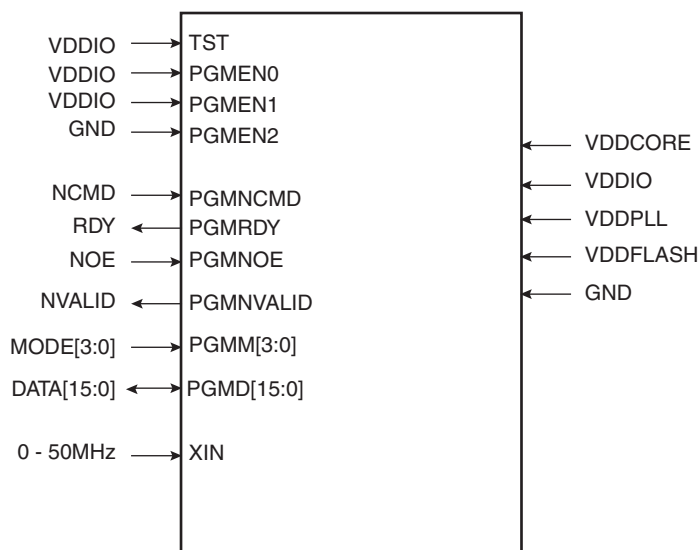 VDDIO TST
VDDIO PGMEN0
VDDIO PGMEN1
GND PGMEN2
VDDCORE
VDDIO
NCMD PGMNCMD
RDY PGMRDY
VDDPLL
NOE PGMNOE
VDDFLASH
NVALID PGMNVALID
GND
MODE[3:0] PGMM[3:0]
DATA[15:0] PGMD[15:0]
0 - 50MHz XIN